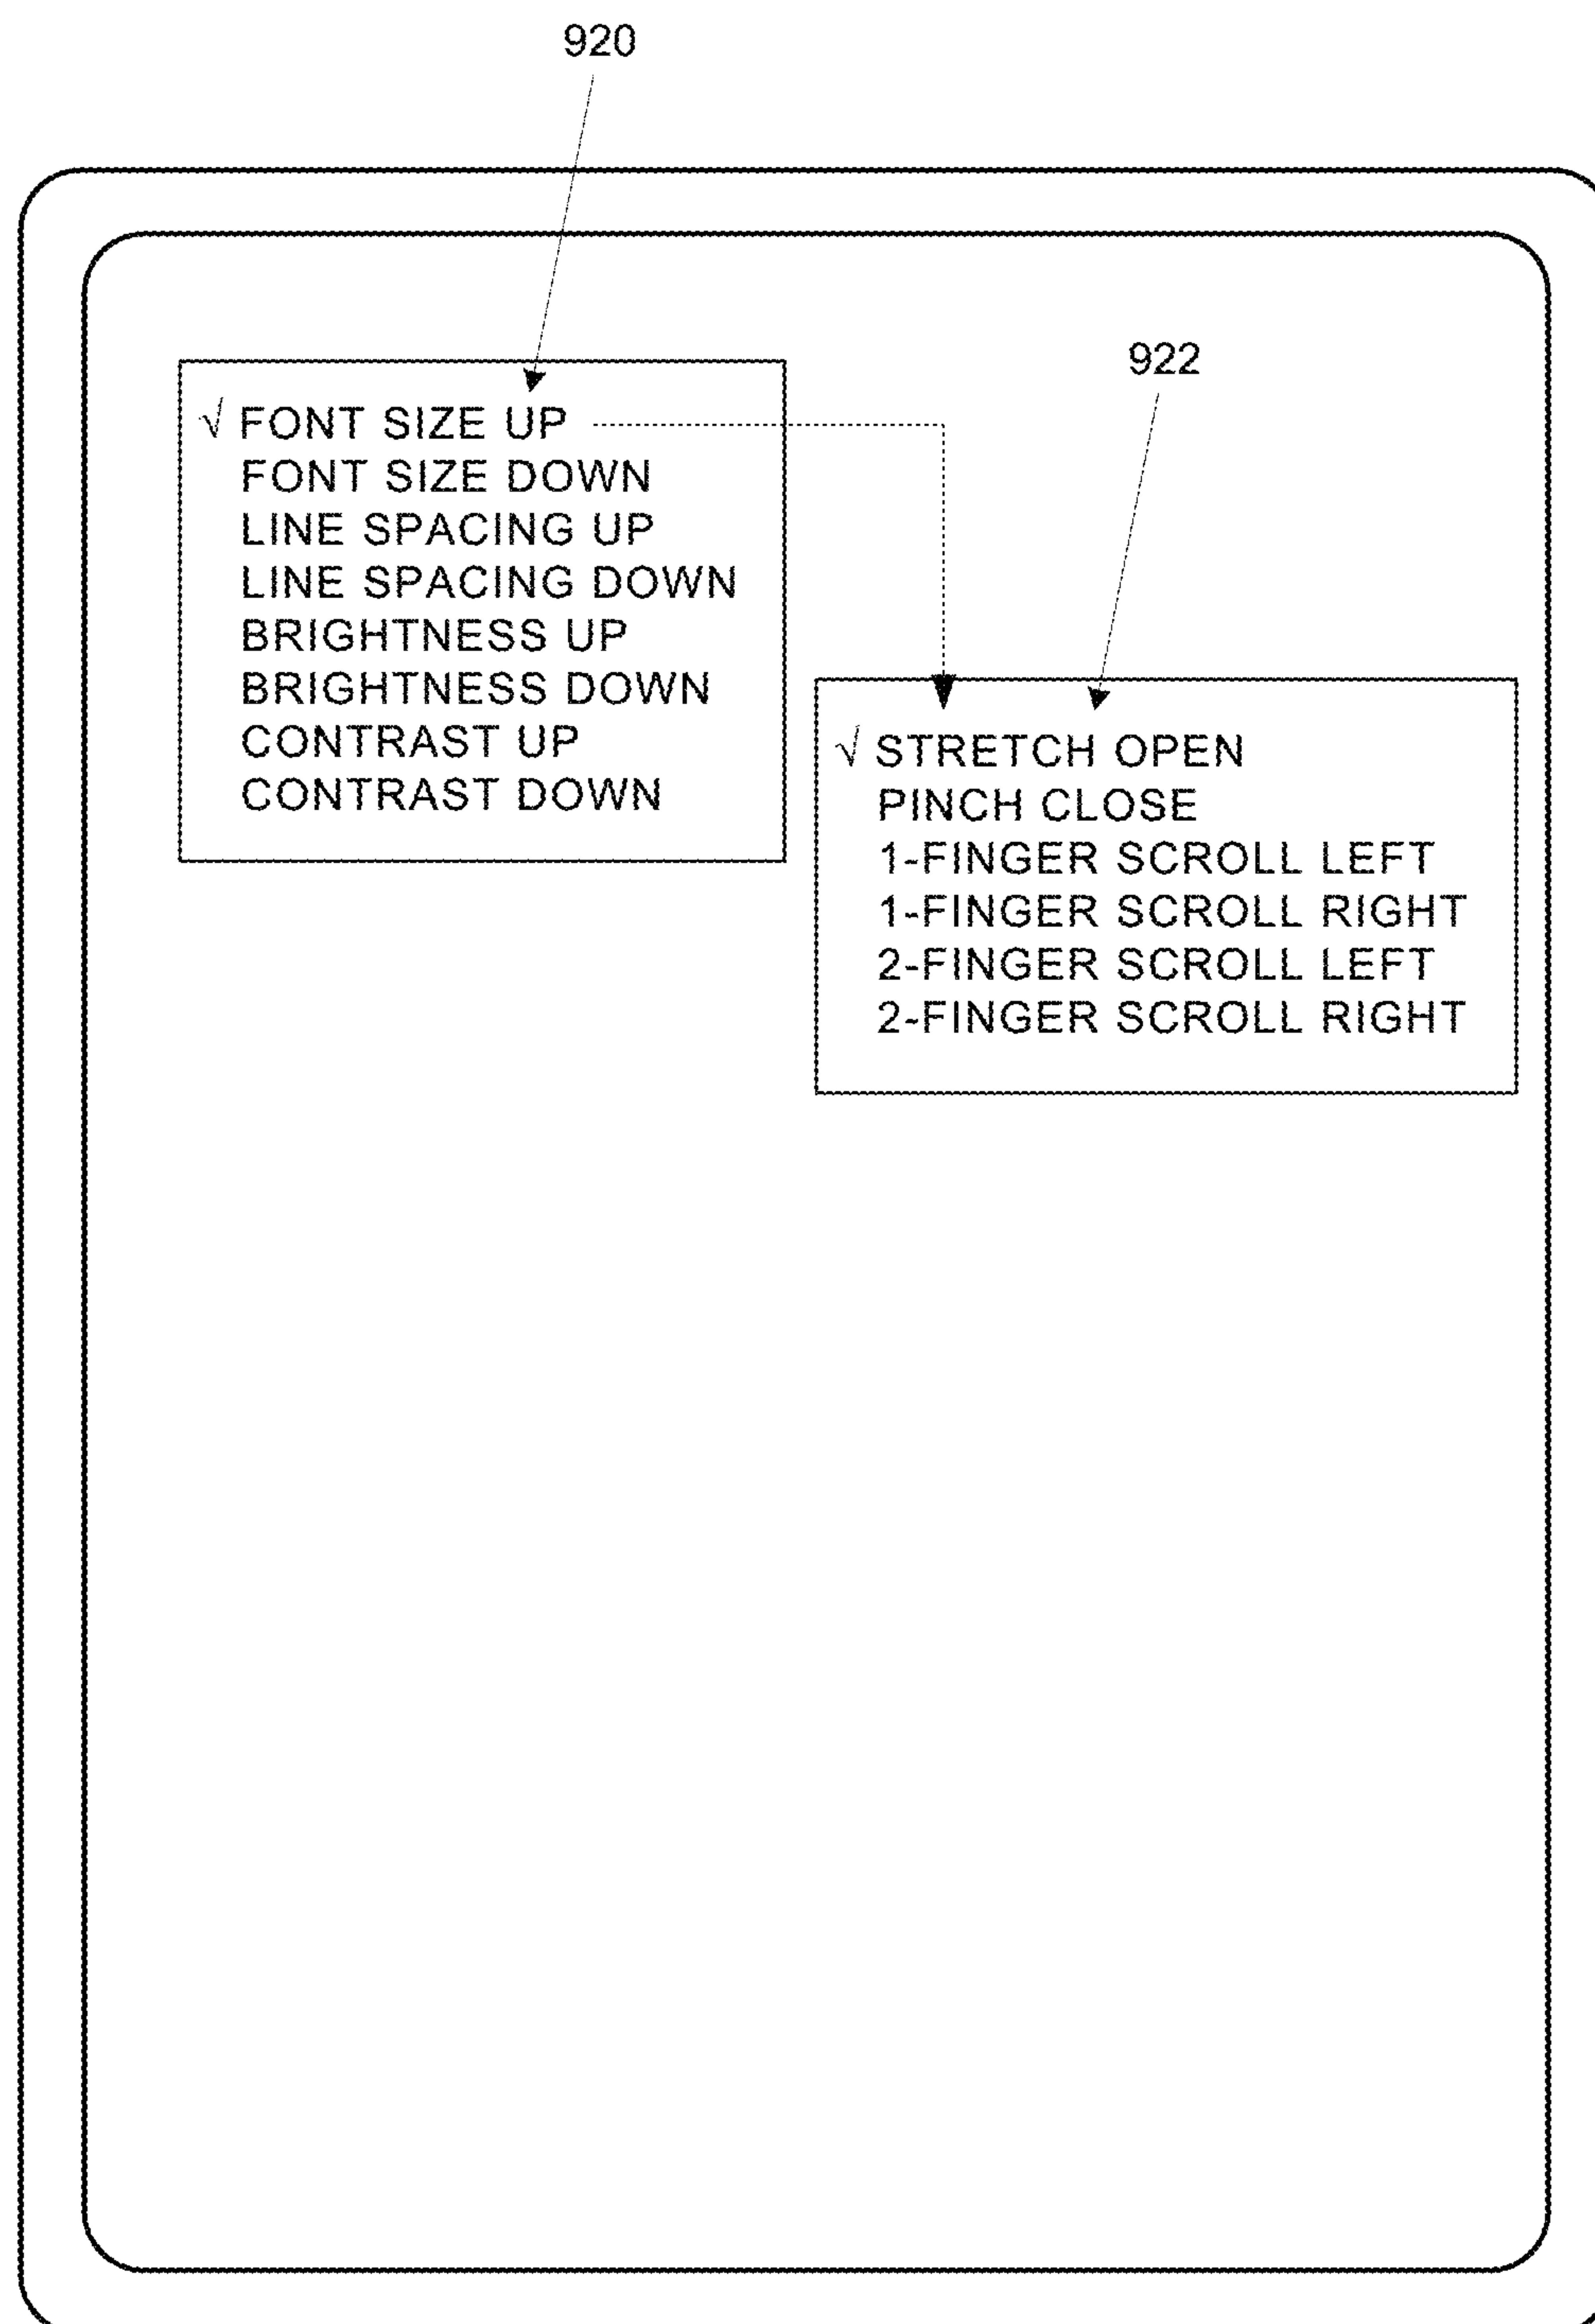 920
922
√ FONT SIZE UP
FONT SIZE DOWN
LINE SPACING UP
LINE SPACING DOWN
BRIGHTNESS UP
BRIGHTNESS DOWN
CONTRAST UP
CONTRAST DOWN
√ STRETCH OPEN
PINCH CLOSE
1-FINGER SCROLL LEFT
1-FINGER SCROLL RIGHT
2-FINGER SCROLL LEFT
2-FINGER SCROLL RIGHT